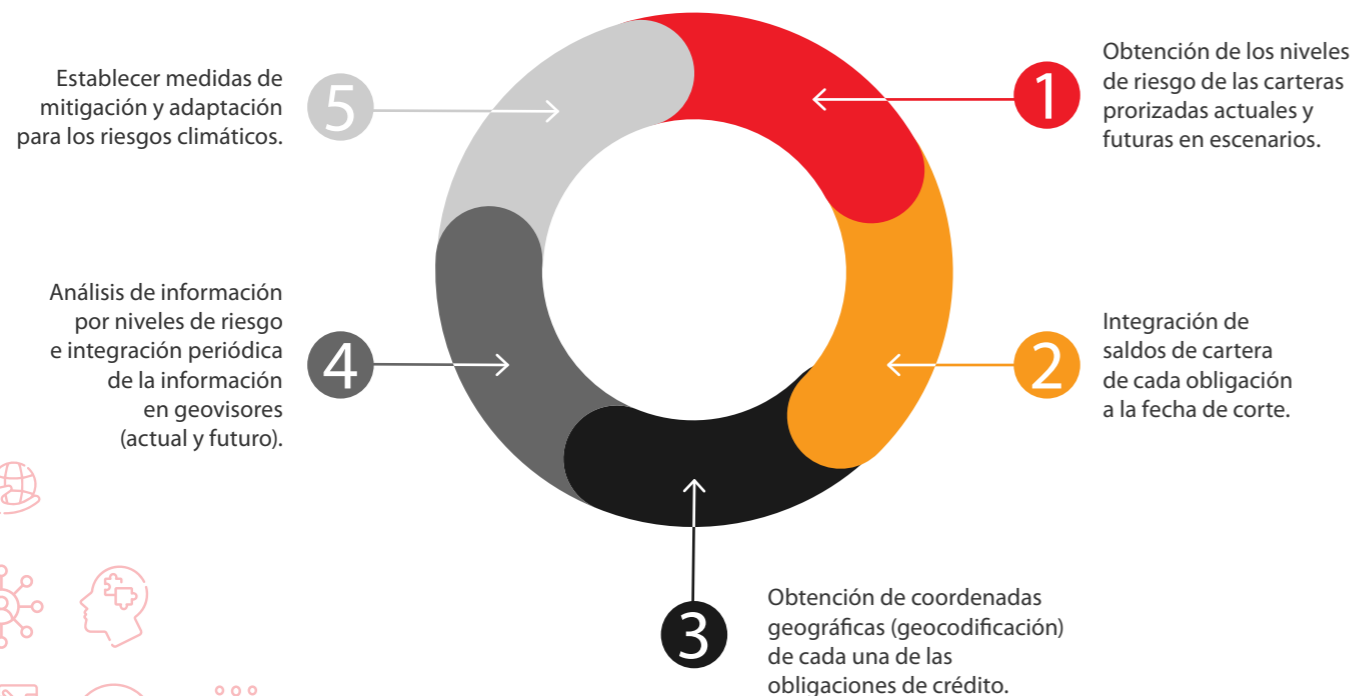 1
Obtención de los niveles
de riesgo de las carteras
prorizadas actuales y
futuras en escenarios.
2
Integración de
saldos de cartera
de cada obligación
a la fecha de corte.
3
Obtención de coordenadas
geográficas (geocodificación)
de cada una de las
obligaciones de crédito.
4
Análisis de información
por niveles de riesgo
e integración periódica
de la información
en geovisores
(actual y futuro).
5
Establecer medidas de
mitigación y adaptación
para los riesgos climáticos.